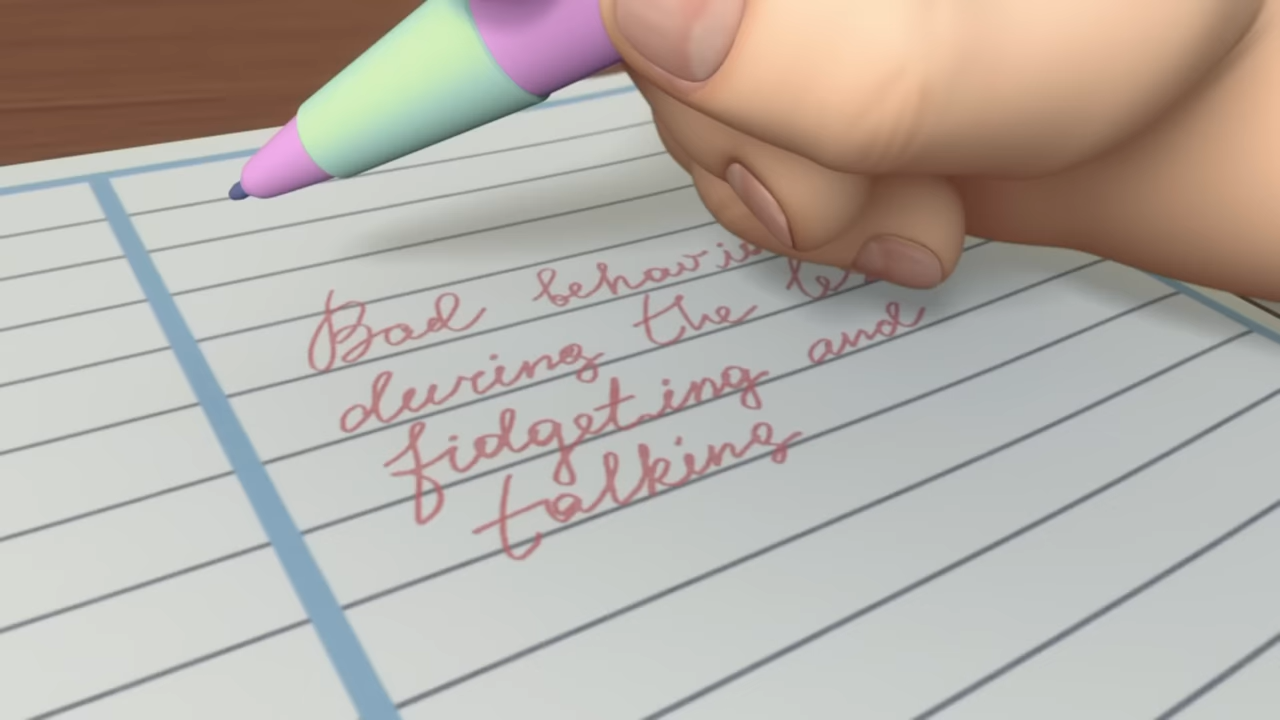 Bad
during the
fidgeting and
talking